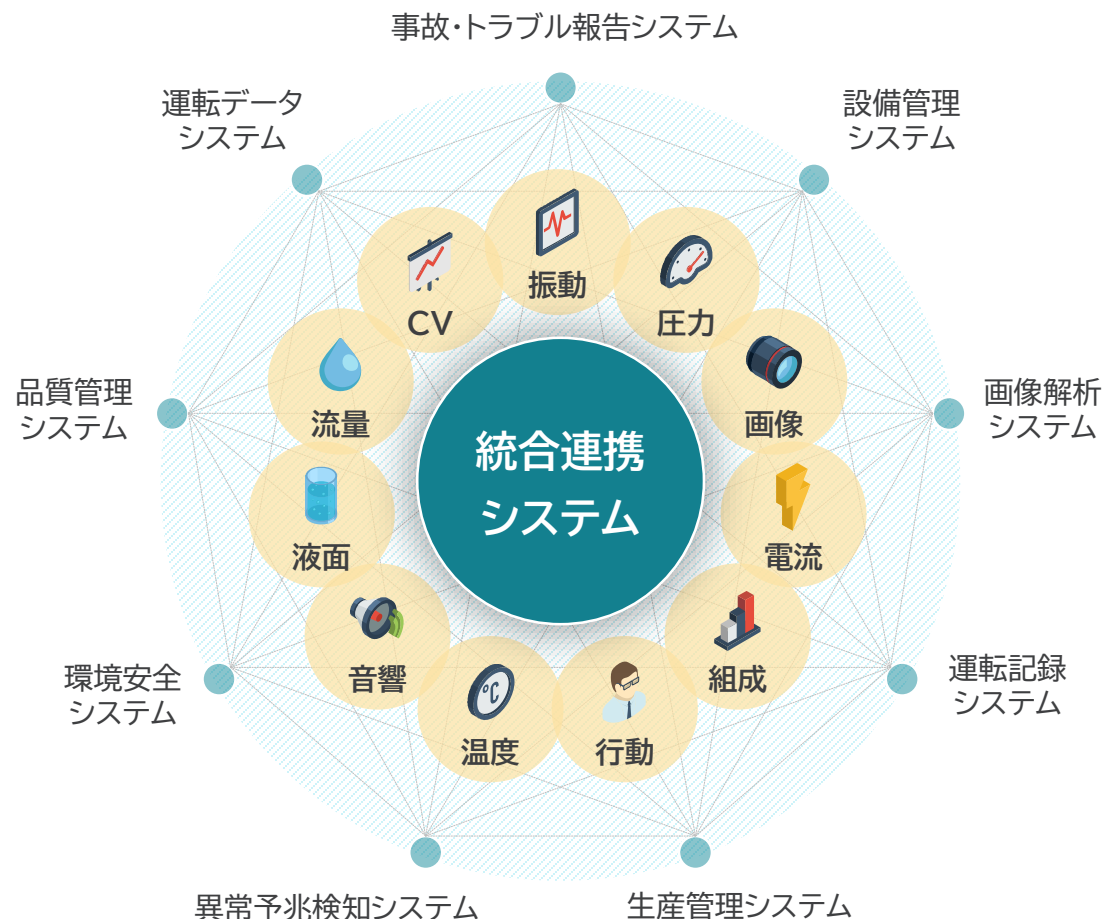 事故・トラブル報告システム
運転データ
システム
設備管理
システム
振動
CV
圧力
品質管理
システム
流量
画像
画像解析
システム
統合連携
システム
液面
電流
℃
音響
組成
環境安全
システム
運転記録
システム
温度
行動
異常予兆検知システム
生産管理システム